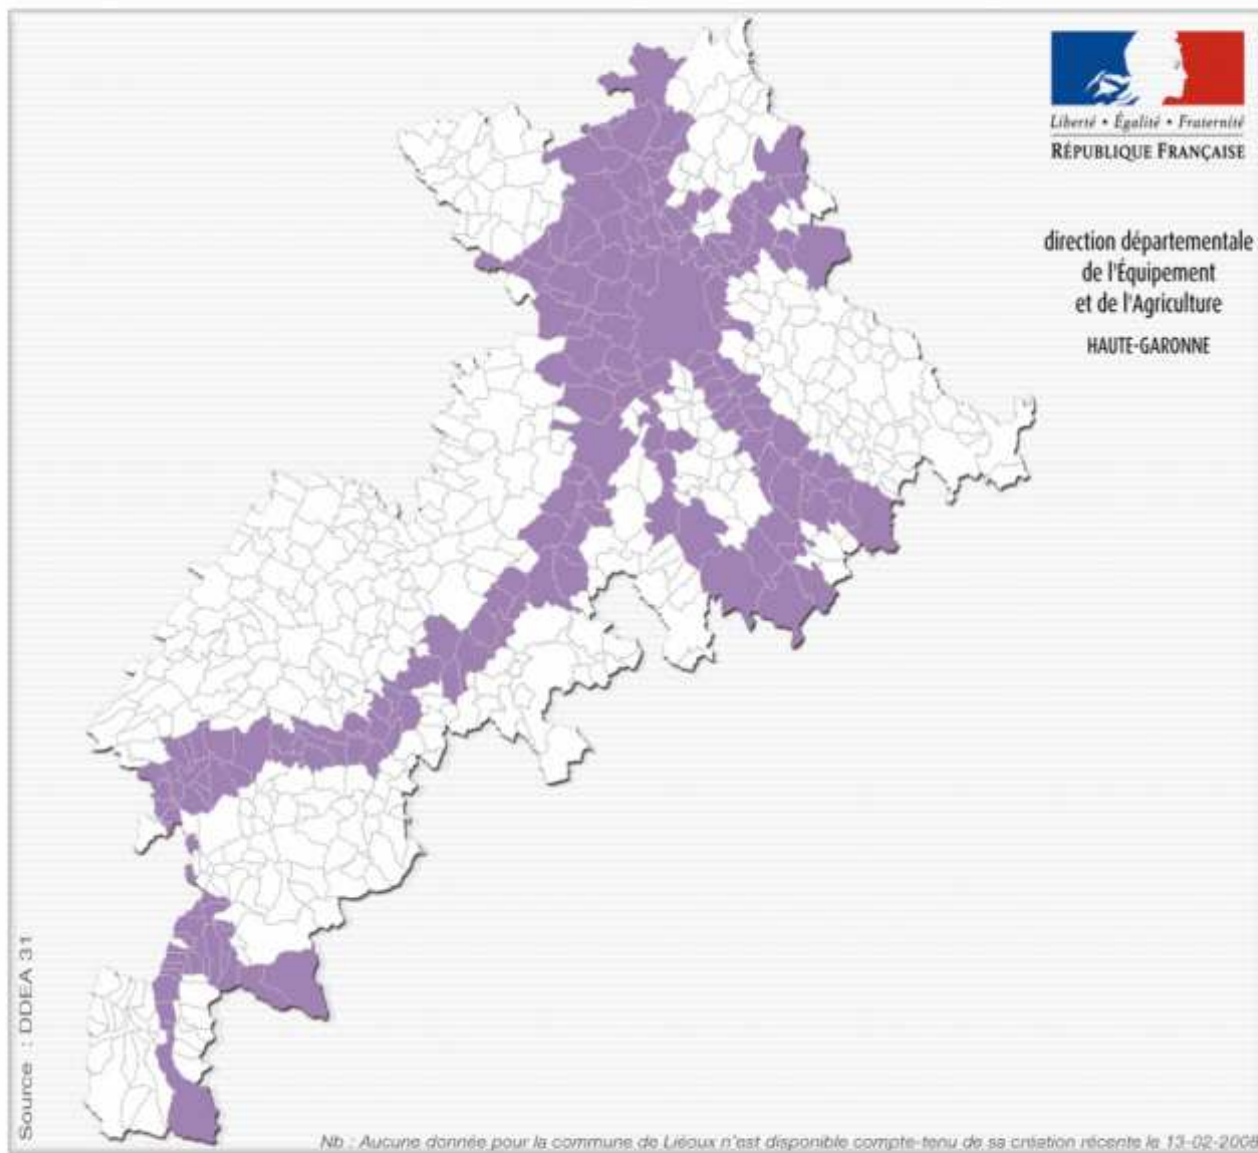 Liberté • Égalité • Fraternité
RÉPUBLIQUE FRANÇAISE
direction départementale
de l'Équipement
et de l'Agriculture
HAUTE-GARONNE
Source : DDEA 31
Nb : Aucune donnée pour la commune de Liéoux n'est disponible compte-tenu de sa création récente le 13-02-2008